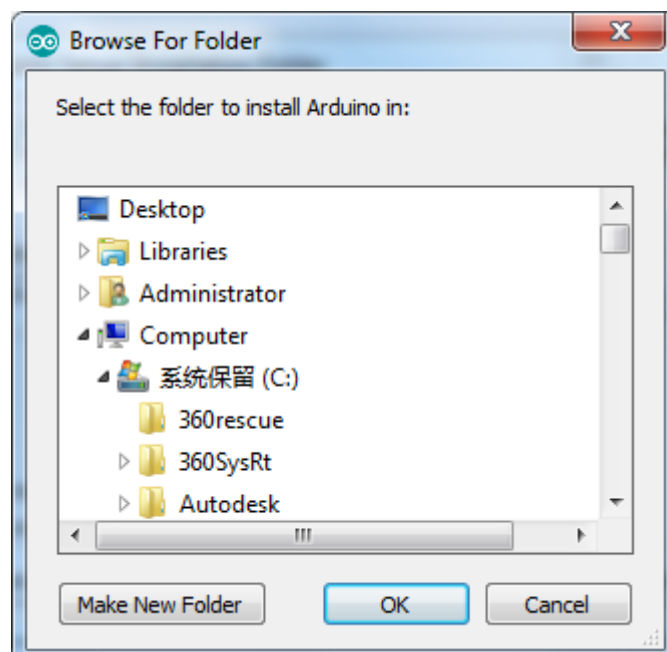 Browse For Folder
Select the folder to install Arduino in:
Desktop
Libraries
Administrator
Computer
系统保留 (C:)
360rescue
360SysRt
Autodesk
Make New Folder
OK
Cancel